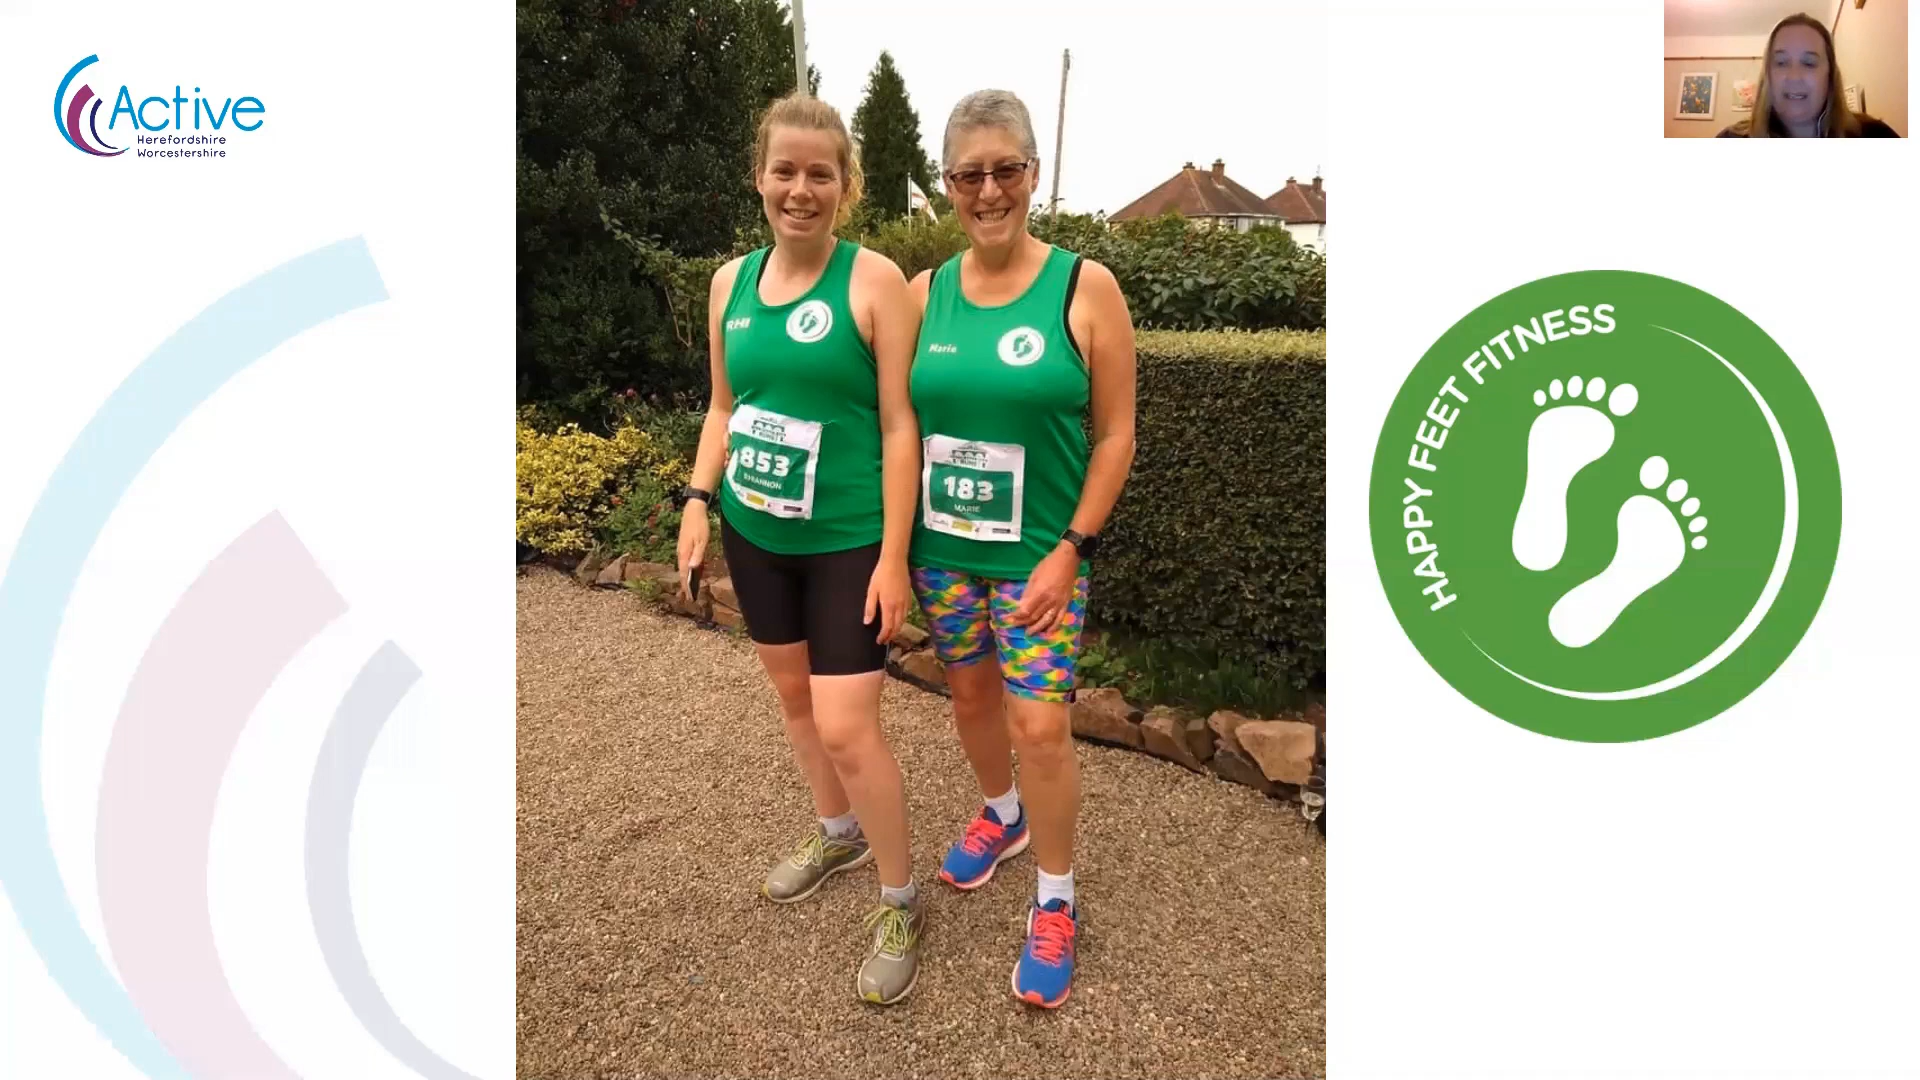 Active
Herefordshire
Worcestershire
RHI
Marie
853
RHIANNON
183
MARIE
HAPPY FEET FITNESS